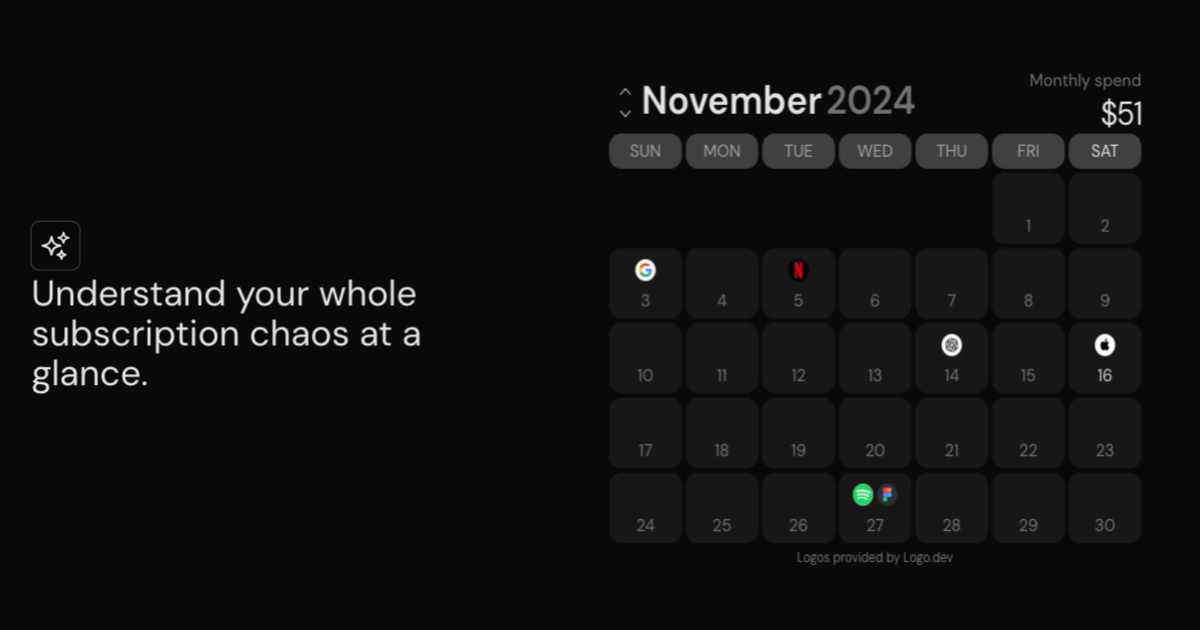 Understand your whole
subscription chaos at a
glance.
November 2024
Monthly spend
$51
SUN MON TUE WED THU FRI SAT
1 2
3 4 5 6 7 8 9
10 11 12 13 14 15 16
17 18 19 20 21 22 23
24 25 26 27 28 29 30
Logos provided by Logo.dev